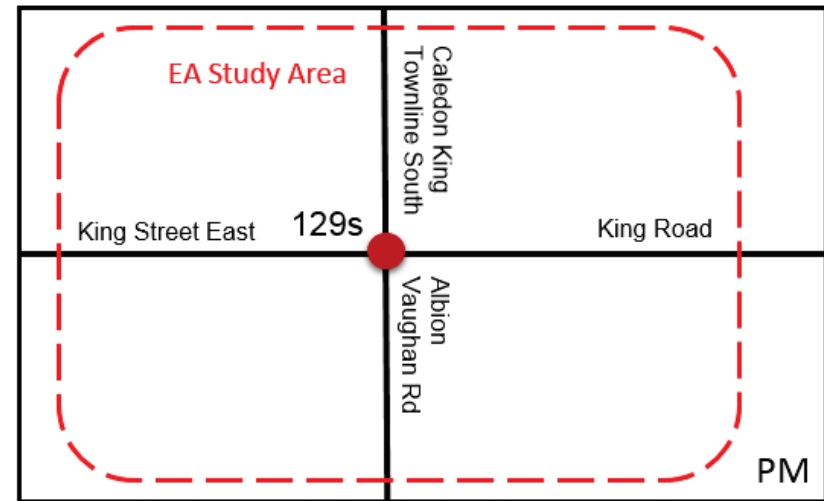 EA Study Area
Caledon King
Townline South
King Street East
129s
King Road
Albion
Vaughan Rd
PM